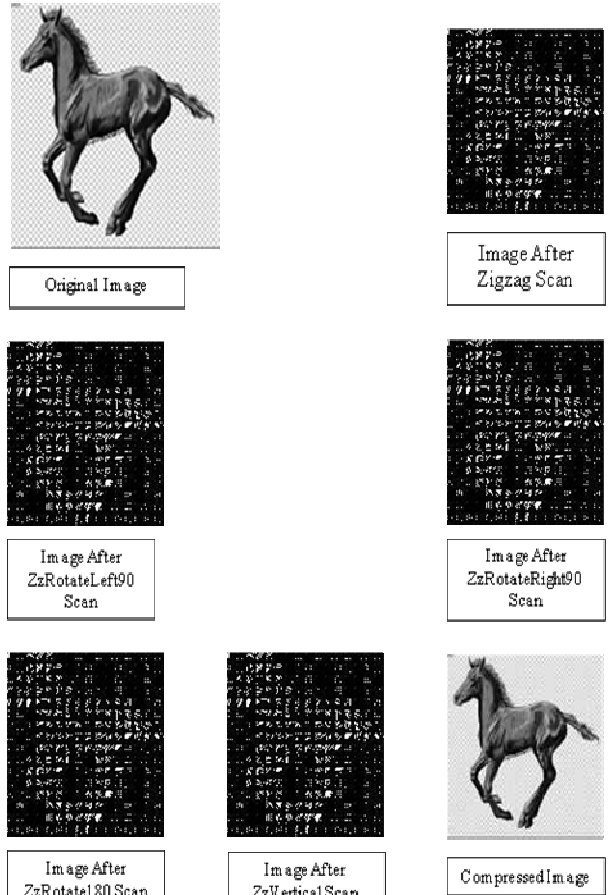 Original Image
Image After
Zigzag Scan
Image After
ZzRotateLeft90
Scan
Image After
ZzRotateRight90
Scan
Image After
ZzRotate180 Scan
Image After
ZzVertical Scan
Compressed Image